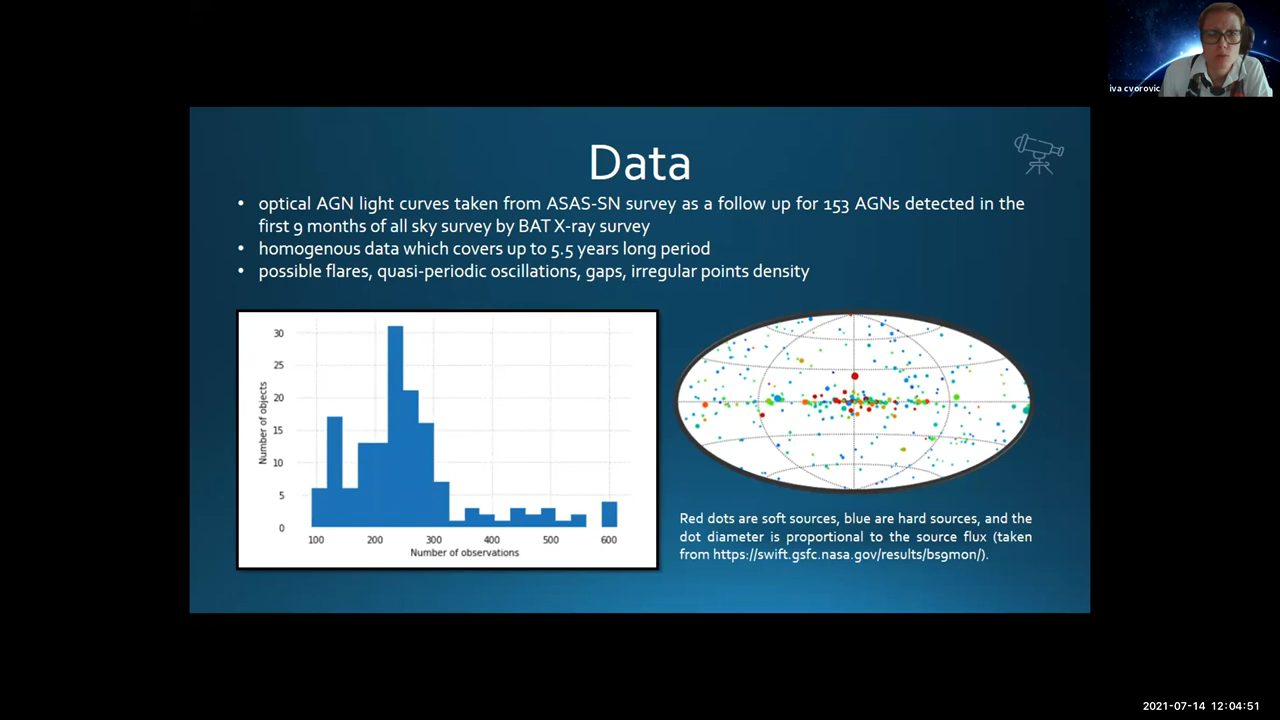 iva cvorovic
Data
• optical AGN light curves taken from ASAS-SN survey as a follow up for 153 AGNs detected in the
first 9 months of all sky survey by BAT X-ray survey
• homogenous data which covers up to 5.5 years long period
• possible flares, quasi-periodic oscillations, gaps, irregular points density
30
25
20
15
10
5
0
Number of objects
100 200 300 400 500 600
Number of observations
Red dots are soft sources, blue are hard sources, and the
dot diameter is proportional to the source flux (taken
from https://swift.gsfc.nasa.gov/results/bsgmon/).
2021-07-14 12:04:51